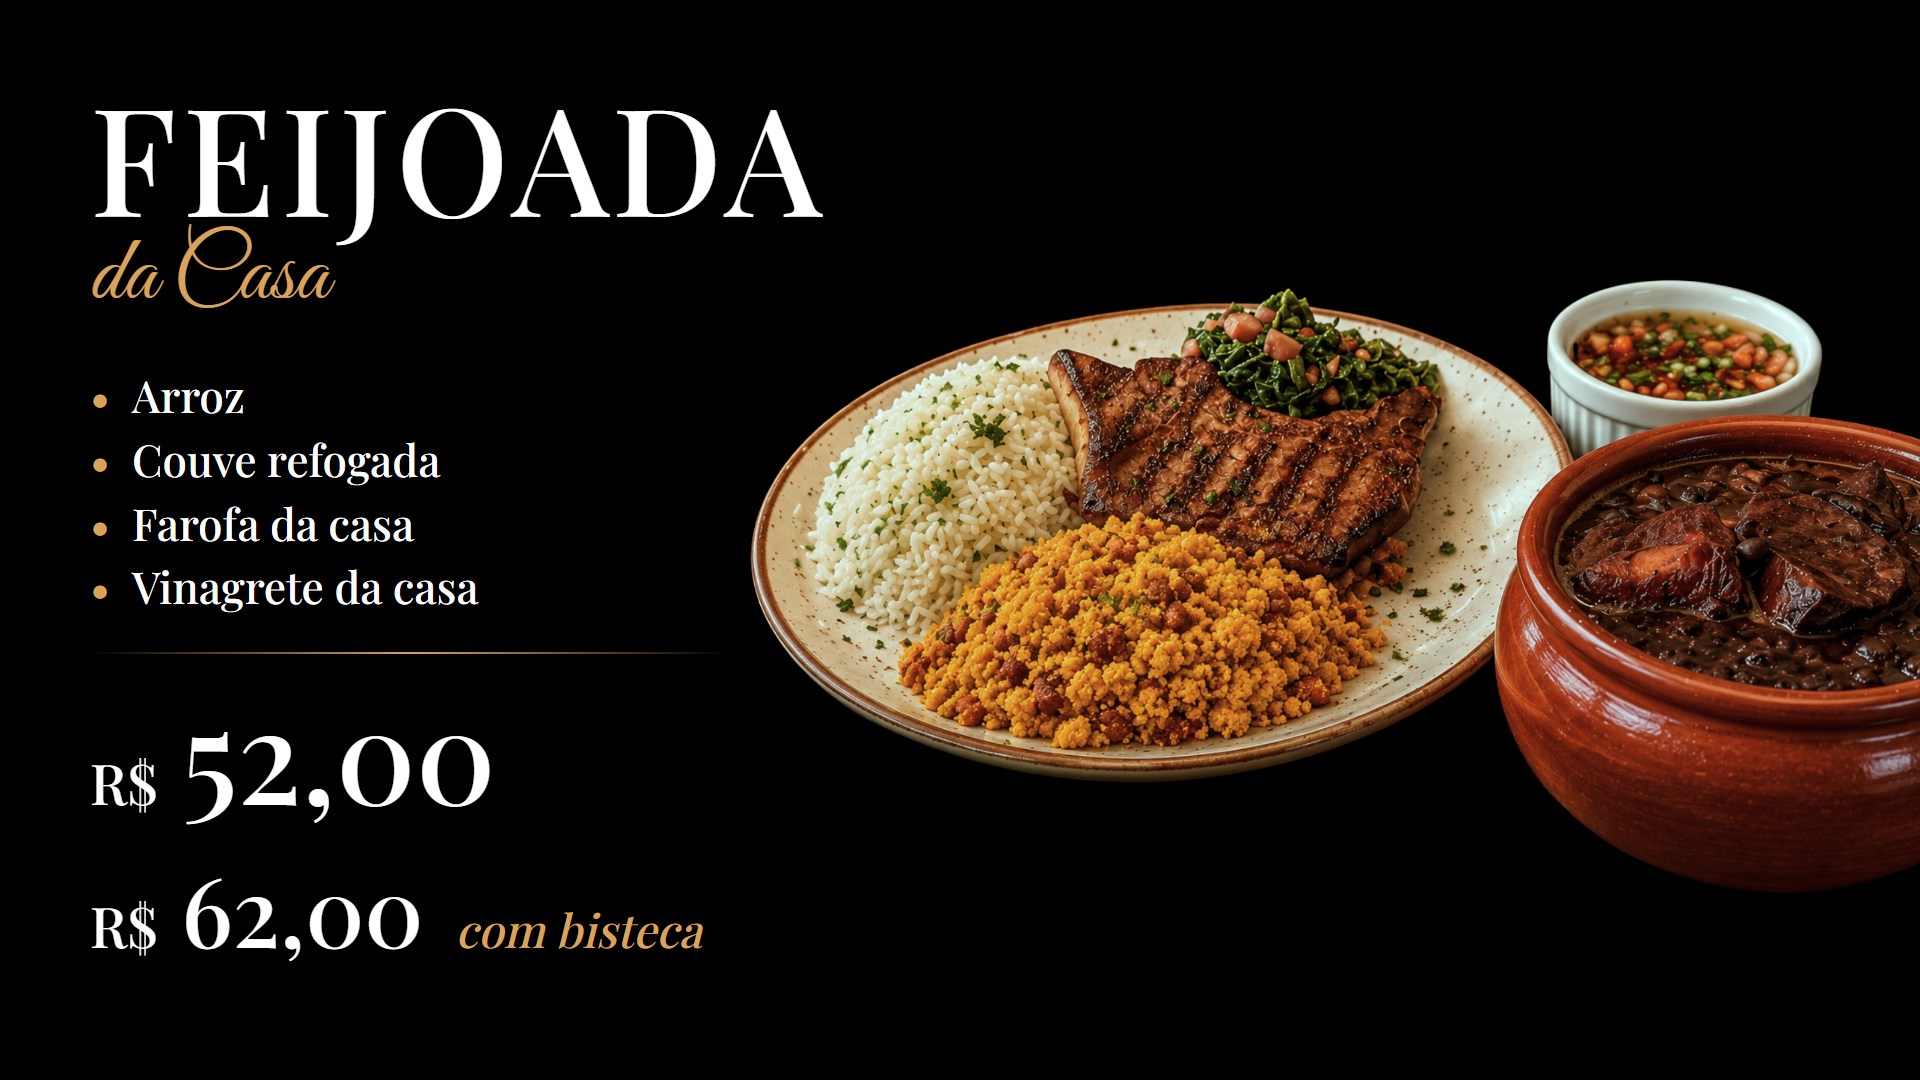 FEIJOADA
da Casa
• Arroz
• Couve refogada
• Farofa da casa
• Vinagrete da casa
R$ 52,00
R$ 62,00 com bisteca